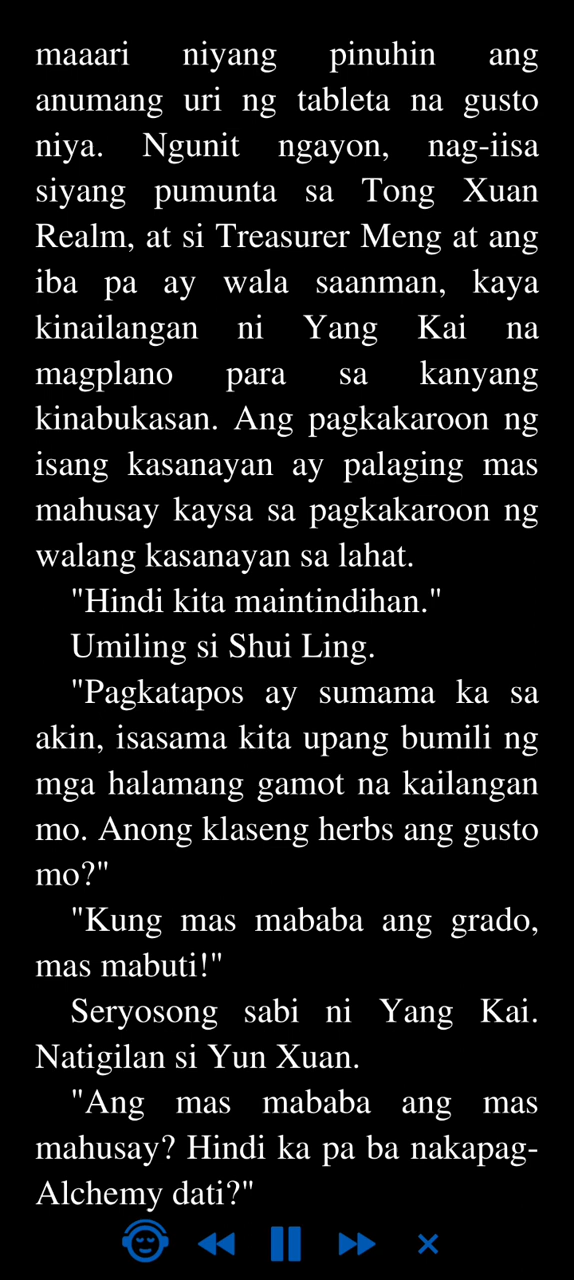 maaari niyang pinuhin ang
anumang uri ng tableta na gusto
niya. Ngunit ngayon, nag-iisa
siyang pumunta sa Tong Xuan
Realm, at si Treasurer Meng at ang
iba pa ay wala saanman, kaya
kinailangan ni Yang Kai na
magplano para sa kanyang
kinabukasan. Ang pagkakaroon ng
isang kasanayan ay palaging mas
mahusay kaysa sa pagkakaroon ng
walang kasanayan sa lahat.
"Hindi kita maintindihan."
Umiling si Shui Ling.
"Pagkatapos ay sumama ka sa
akin, isasama kita upang bumili ng
mga halamang gamot na kailangan
mo. Anong klaseng herbs ang gusto
mo?"
"Kung mas mababa ang grado,
mas mabuti!"
Seryosong sabi ni Yang Kai.
Natigilan si Yun Xuan.
"Ang mas mababa ang mas
mahusay? Hindi ka pa ba nakapag-
Alchemy dati?"